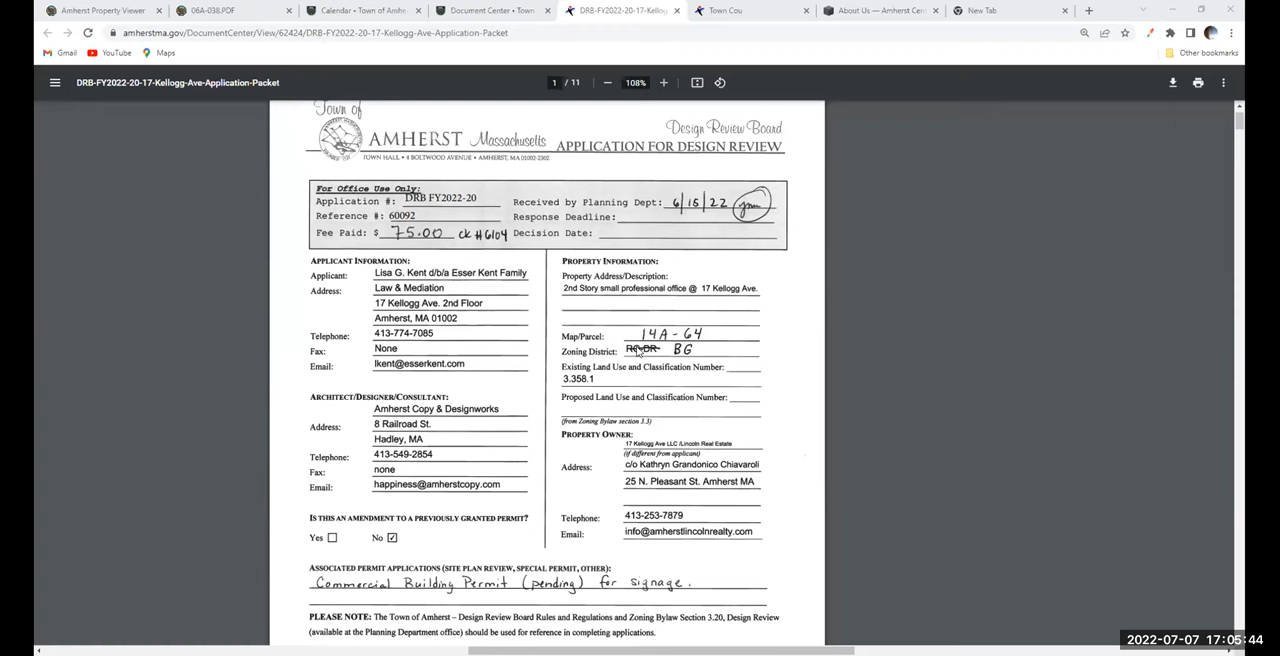 Amherst Property Viewer
06A-038.PDF
Calendar • Town of Amhe
Document Center • Town
DRB-FY2022-20-17-Kellog
Town Cou
About Us — Amherst Cen
New Tab
amherstma.gov/DocumentCenter/View/62424/DRB-FY2022-20-17-Kellogg-Ave-Application-Packet
Gmail YouTube Maps Other bookmarks
DRB-FY2022-20-17-Kellogg-Ave-Application-Packet 1 / 11 108%
Town of
AMHERST Massachusetts
TOWN HALL • 4 BOLTWOOD AVENUE • AMHERST, MA 01002-2302
Design Review Board
APPLICATION FOR DESIGN REVIEW
For Office Use Only:
Application #: DRB FY2022-20
Reference #: 60092
Fee Paid: $ 75.00 CK #6104
Received by Planning Dept: 6/15/22
Response Deadline:
Decision Date:
APPLICANT INFORMATION:
Applicant: Lisa G. Kent d/b/a Esser Kent Family
Address: Law & Mediation
17 Kellogg Ave. 2nd Floor
Amherst, MA 01002
Telephone: 413-774-7085
Fax: None
Email: lkent@esserkent.com
ARCHITECT/DESIGNER/CONSULTANT:
Amherst Copy & Designworks
Address: 8 Railroad St.
Hadley, MA
Telephone: 413-549-2854
Fax: none
Email: happiness@amherstcopy.com
IS THIS AN AMENDMENT TO A PREVIOUSLY GRANTED PERMIT?
Yes ☐ No ☑
PROPERTY INFORMATION:
Property Address/Description:
2nd Story small professional office @ 17 Kellogg Ave.
Map/Parcel: 14A - 64
Zoning District: BG
Existing Land Use and Classification Number:
3.358.1
Proposed Land Use and Classification Number:
(from Zoning Bylaw section 3.3)
PROPERTY OWNER:
17 Kellogg Ave LLC /Lincoln Real Estate
(if different from applicant)
Address: c/o Kathryn Grandonico Chiavaroli
25 N. Pleasant St. Amherst MA
Telephone: 413-253-7879
Email: info@amherstlincolnrealty.com
ASSOCIATED PERMIT APPLICATIONS (SITE PLAN REVIEW, SPECIAL PERMIT, OTHER):
Commercial Building Permit (pending) for signage.
PLEASE NOTE: The Town of Amherst – Design Review Board Rules and Regulations and Zoning Bylaw Section 3.20, Design Review
(available at the Planning Department office) should be used for reference in completing applications.
2022-07-07 17:05:44